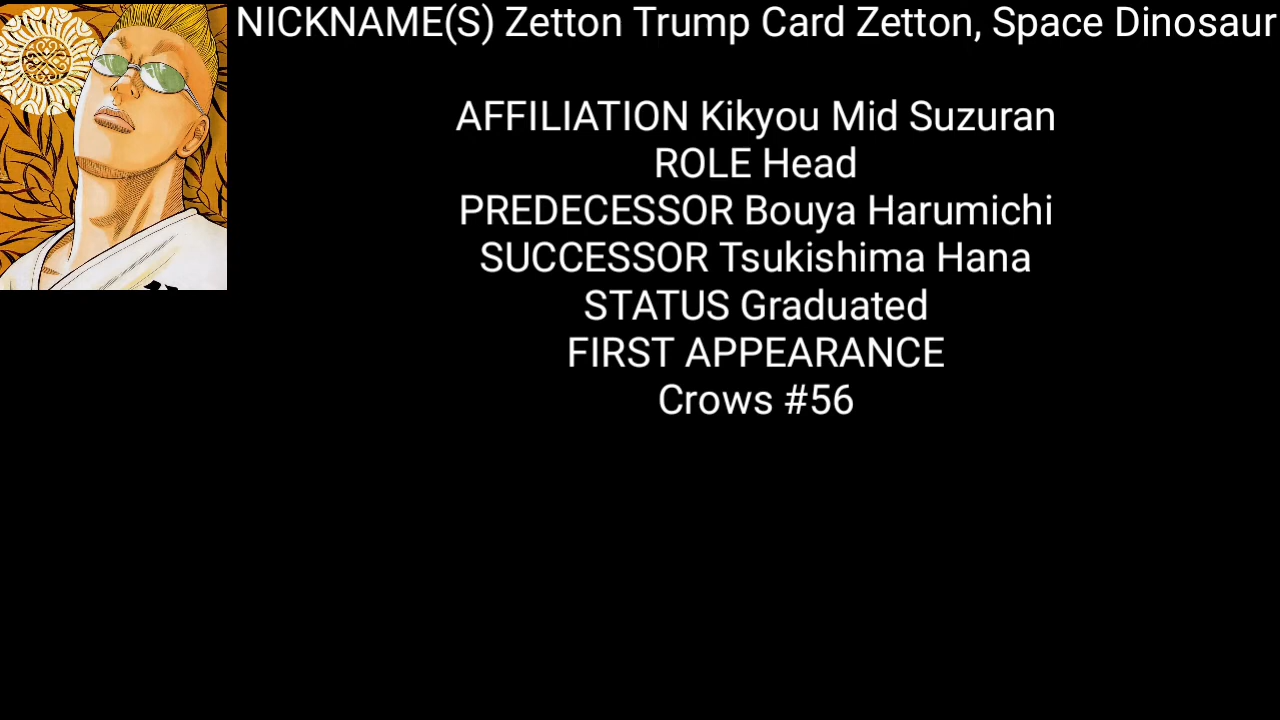 NICKNAME(S) Zetton Trump Card Zetton, Space Dinosaur
AFFILIATION Kikyou Mid Suzuran
ROLE Head
PREDECESSOR Bouya Harumichi
SUCCESSOR Tsukishima Hana
STATUS Graduated
FIRST APPEARANCE
Crows #56